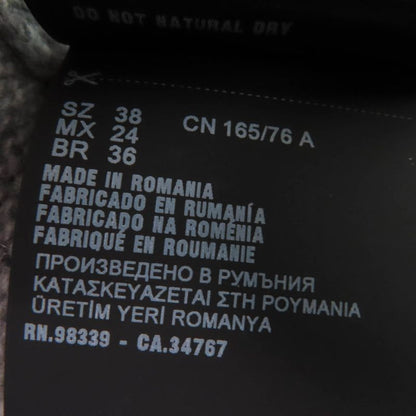 DO NOT NATURAL DRY
SZ 38
MX 24 CN 165/76 A
BR 36
MADE IN ROMANIA
FABRICADO EN RUMANÍA
FABRICADO NA ROMÉNIA
FABRIQUÉ EN ROUMANIE
ПРОИЗВЕДЕНО В РУМЪНИЯ
ΚΑΤΑΣΚΕΥΑΖΕΤΑΙ ΣΤΗ ΡΟΥΜΑΝΙΑ
ÜRETİM YERİ ROMANYA
RN.98339 - CA.34767